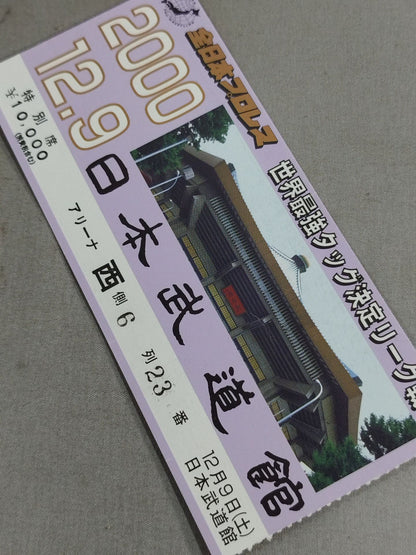 全日本プロレス
世界最強タッグ決定リーグ戦
2000
12.9
日本武道館
特別席
¥10,000
アリーナ 西側 6列 23番
12月9日(土)
日本武道館